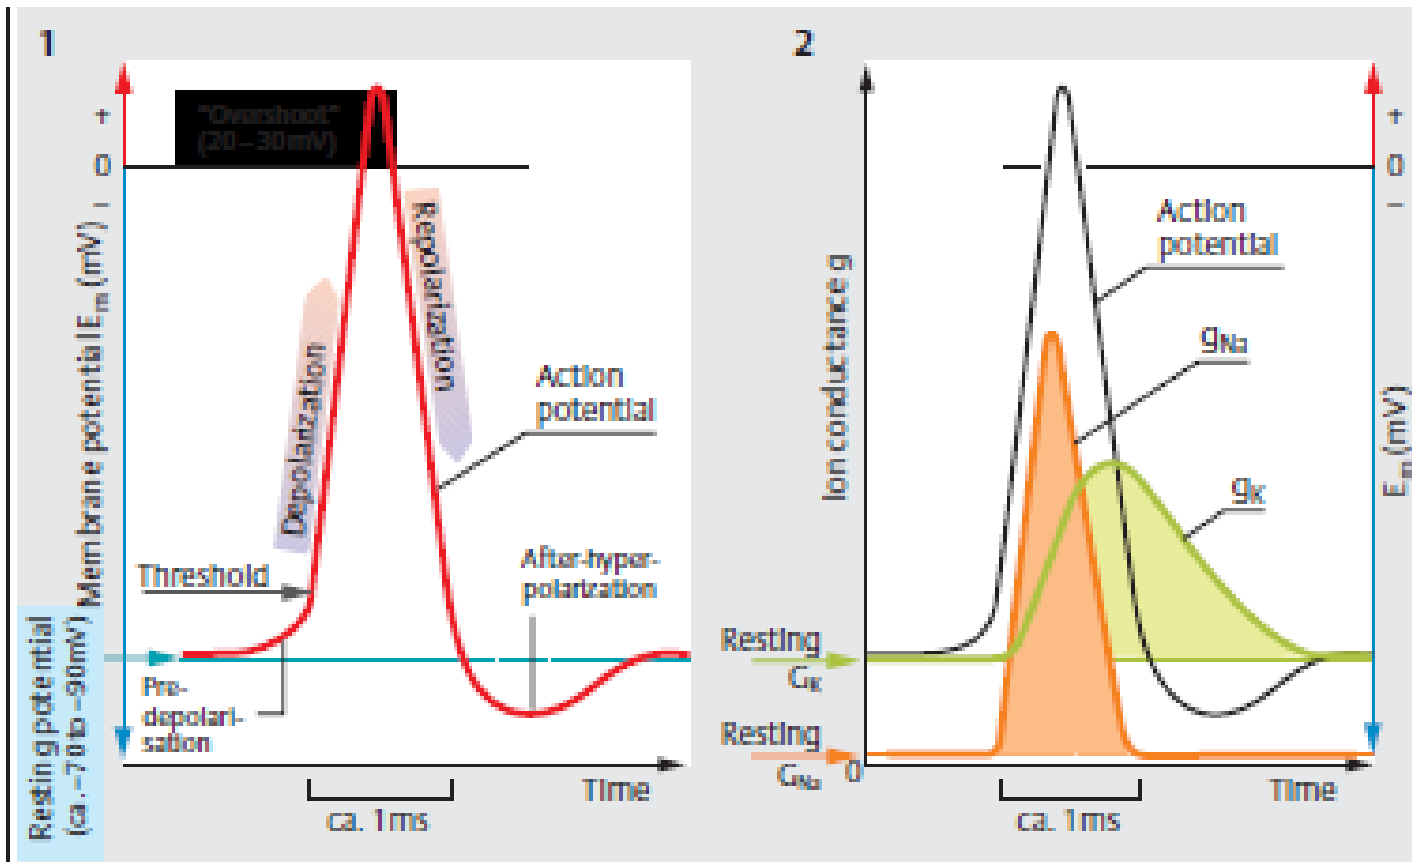 1
"Overshoot"
(20–30mV)
+
0
–
Membrane potential Em (mV)
Depolarization
Repolarization
Action
potential
Threshold
After-hyper-
polarization
Pre-
depolari-
sation
Resting potential
(ca. –70 to –90mV)
Time
ca. 1ms
2
+
0
–
Action
potential
Ion conductance g
gNa
gK
Em (mV)
Resting
GK
Resting
GNa
0
Time
ca. 1ms